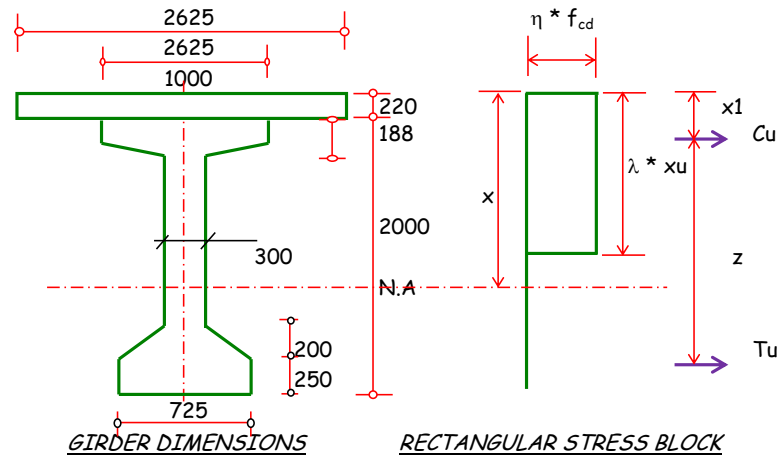 2625
2625
1000
220
188
300
2000
N.A
200
250
725
GIRDER DIMENSIONS
η * fcd
x1
Cu
λ * xu
x
z
Tu
RECTANGULAR STRESS BLOCK